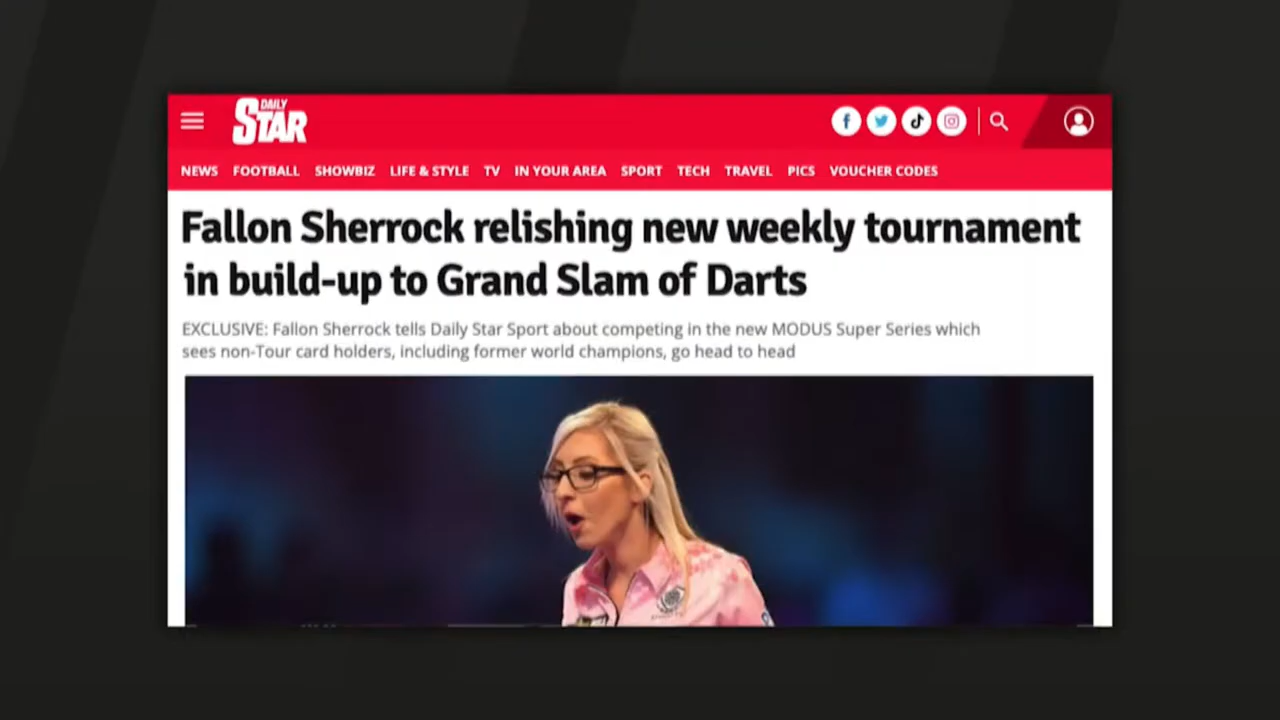 DAILY
STAR
NEWS FOOTBALL SHOWBIZ LIFE & STYLE TV IN YOUR AREA SPORT TECH TRAVEL PICS VOUCHER CODES
Fallon Sherrock relishing new weekly tournament
in build-up to Grand Slam of Darts
EXCLUSIVE: Fallon Sherrock tells Daily Star Sport about competing in the new MODUS Super Series which
sees non-Tour card holders, including former world champions, go head to head